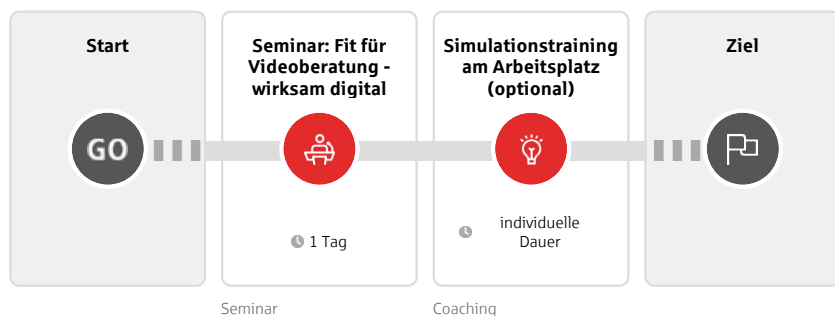 Start
GO
Seminar: Fit für
Videoberatung -
wirksam digital
1 Tag
Seminar
Simulationstraining
am Arbeitsplatz
(optional)
individuelle
Dauer
Coaching
Ziel